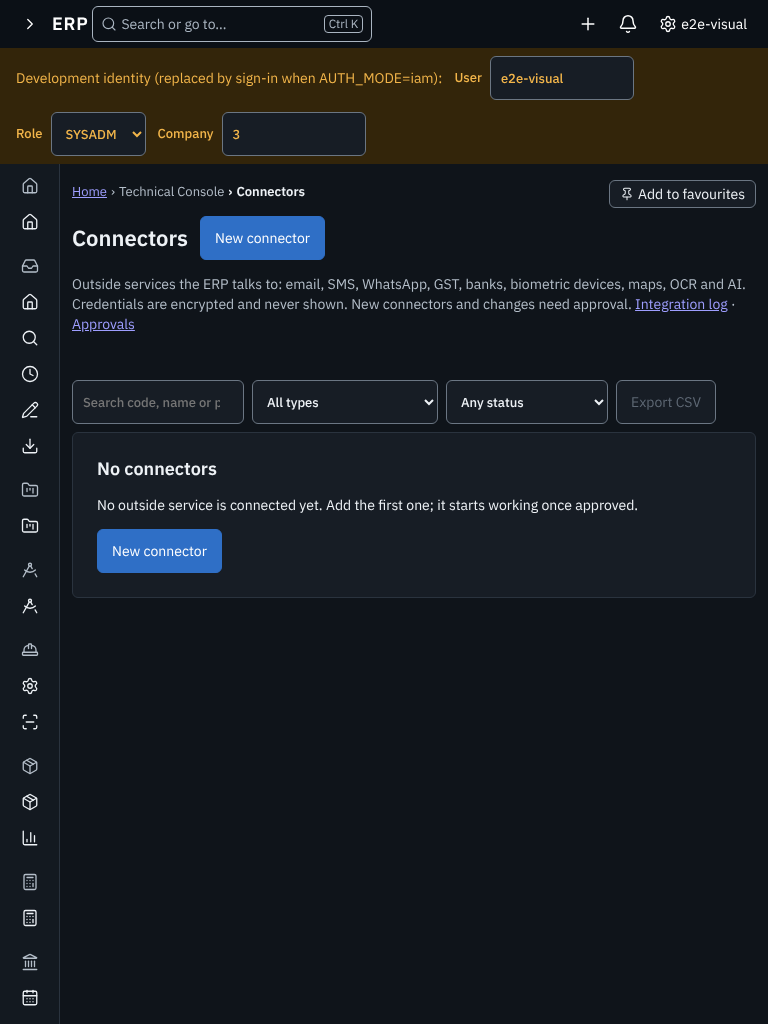 ERP
Search or go to...
Ctrl K
e2e-visual
Development identity (replaced by sign-in when AUTH_MODE=iam):
User
e2e-visual
Role
SYSADM
Company
3
Home › Technical Console › Connectors
Add to favourites
Connectors
New connector
Outside services the ERP talks to: email, SMS, WhatsApp, GST, banks, biometric devices, maps, OCR and AI.
Credentials are encrypted and never shown. New connectors and changes need approval. Integration log ·
Approvals
Search code, name or p
All types
Any status
Export CSV
No connectors
No outside service is connected yet. Add the first one; it starts working once approved.
New connector